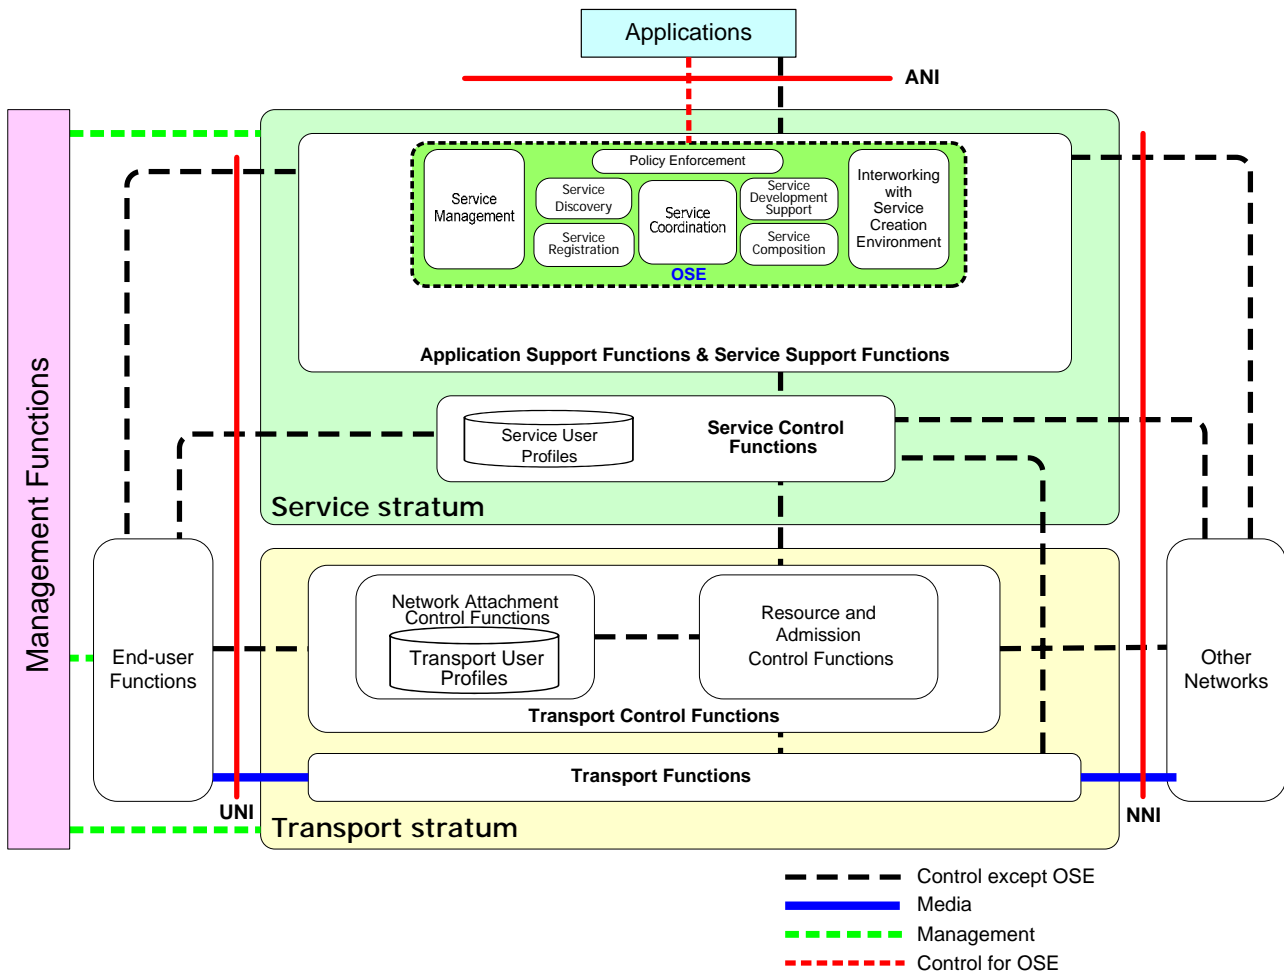 Applications
ANI
Policy Enforcement
Service
Management
Service
Discovery
Service
Registration
Service
Coordination
Service
Development
Support
Service
Composition
Interworking
with
Service
Creation
Environment
OSE
Application Support Functions & Service Support Functions
Service User
Profiles
Service Control
Functions
Service stratum
Management Functions
End-user
Functions
Network Attachment
Control Functions
Transport User
Profiles
Resource and
Admission
Control Functions
Transport Control Functions
Other
Networks
Transport Functions
UNI
NNI
Transport stratum
Control except OSE
Media
Management
Control for OSE